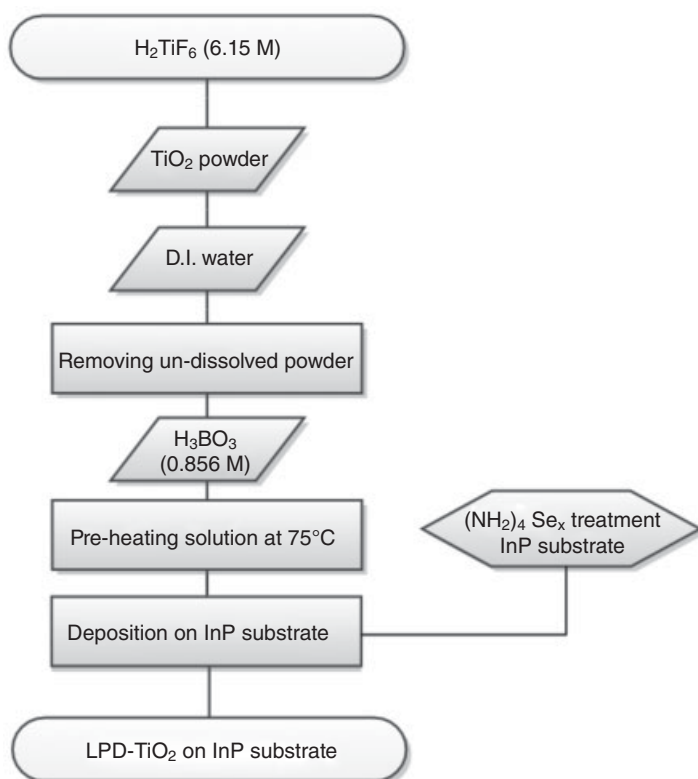 H₂TiF₆ (6.15 M)
TiO₂ powder
D.I. water
Removing un-dissolved powder
H₃BO₃
(0.856 M)
Pre-heating solution at 75°C
(NH₂)₄ Seₓ treatment
InP substrate
Deposition on InP substrate
LPD-TiO₂ on InP substrate